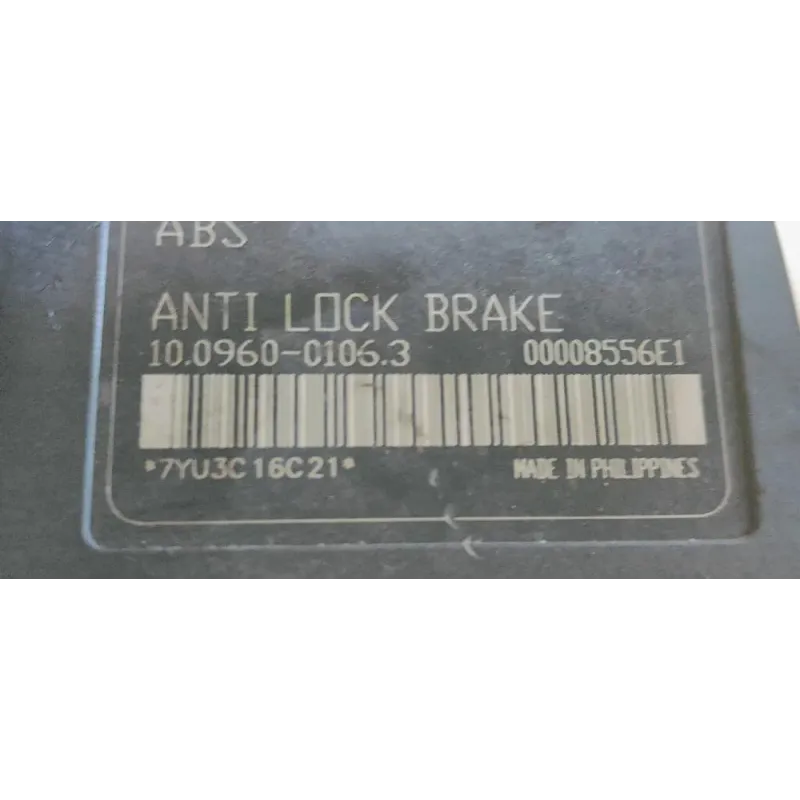 ABS
ANTI LOCK BRAKE
10.0960-0106.3 00008556E1
*7YU3C16C21*
MADE IN PHILIPPINES